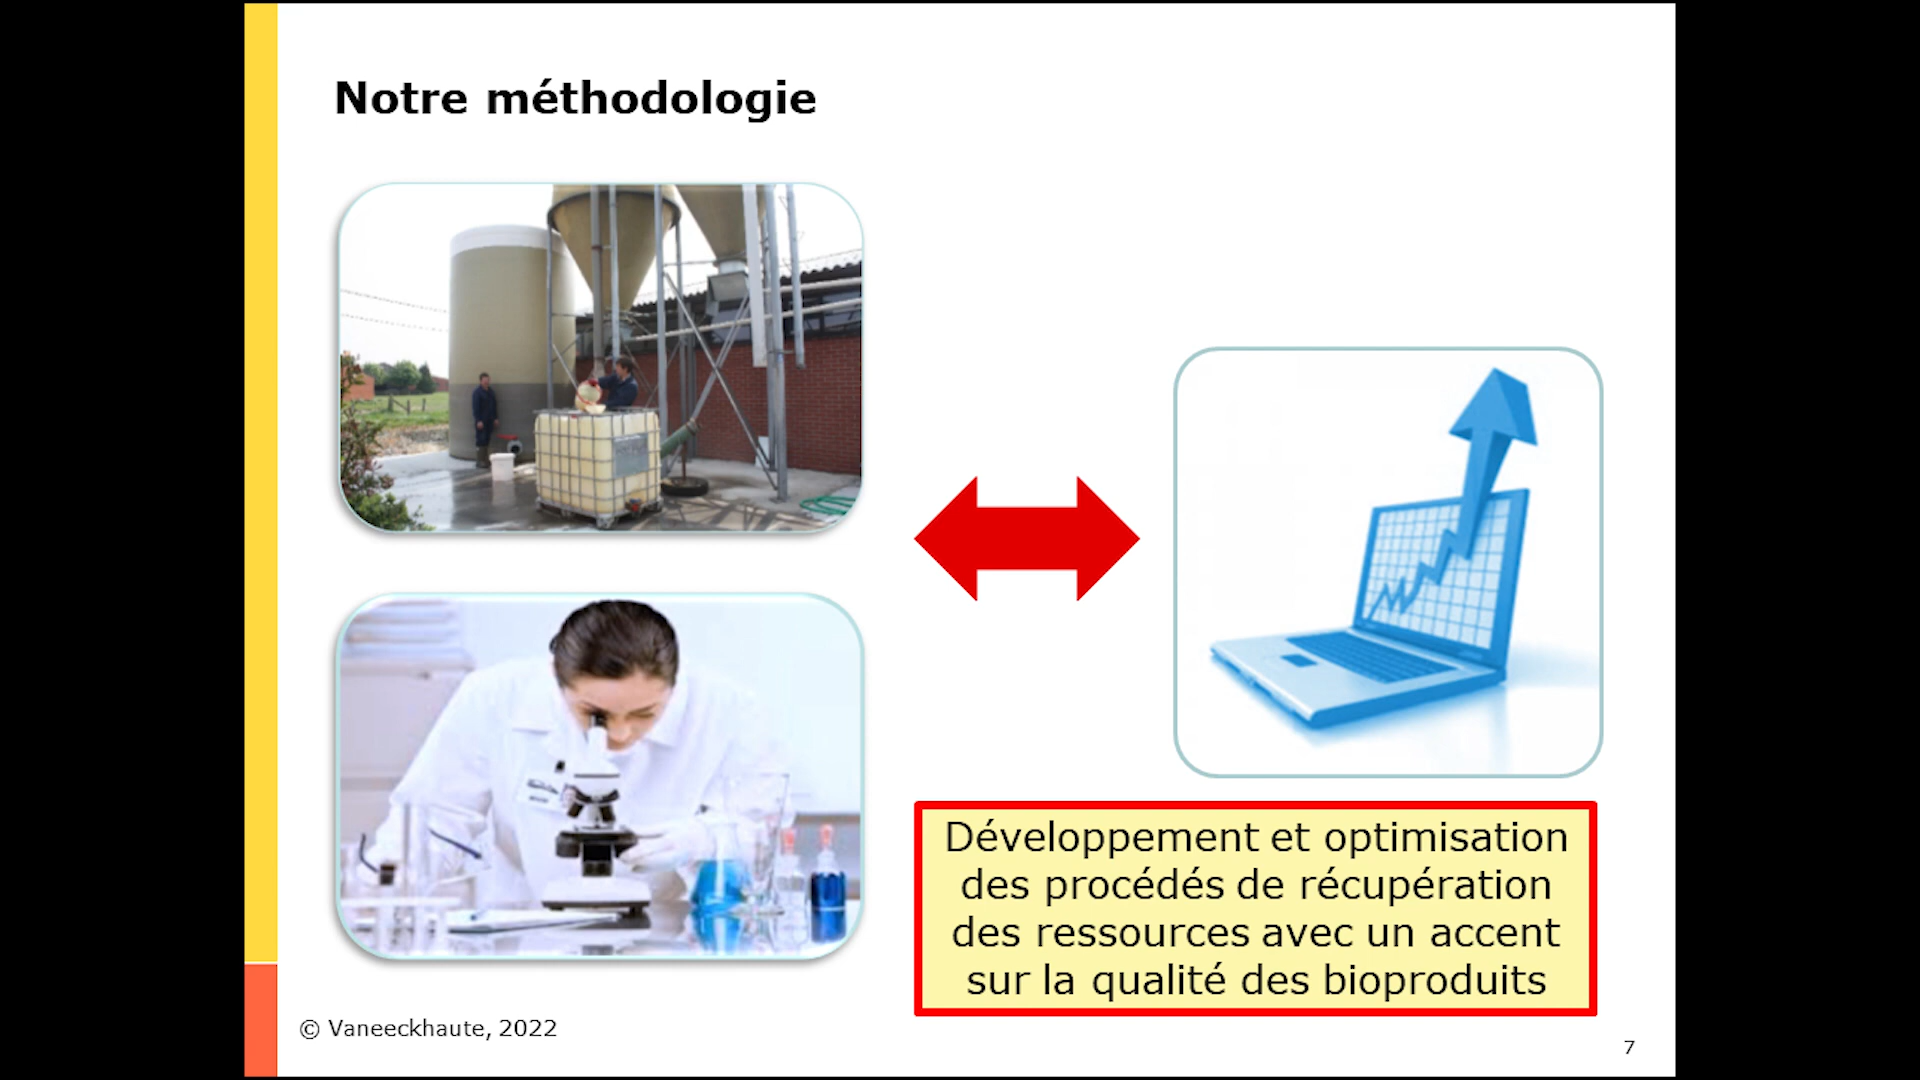 Notre méthodologie
Développement et optimisation
des procédés de récupération
des ressources avec un accent
sur la qualité des bioproduits
© Vaneeckhaute, 2022
7